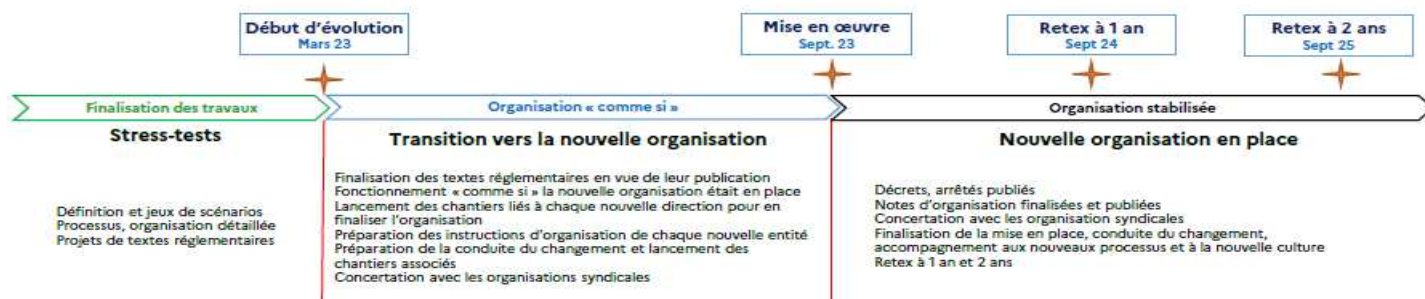 Début d'évolution
Mars 23
Mise en œuvre
Sept. 23
Retex à 1 an
Sept 24
Retex à 2 ans
Sept 25
Finalisation des travaux
Organisation « comme si »
Organisation stabilisée
Stress-tests
Transition vers la nouvelle organisation
Nouvelle organisation en place
Définition et jeux de scénarios
Processus, organisation détaillée
Projets de textes réglementaires
Finalisation des textes réglementaires en vue de leur publication
Fonctionnement « comme si » la nouvelle organisation était en place
Lancement des chantiers liés à chaque nouvelle direction pour en
finaliser l'organisation
Préparation des instructions d'organisation de chaque nouvelle entité
Préparation de la conduite du changement et lancement des
chantiers associés
Concertation avec les organisations syndicales
Décrets, arrêtés publiés
Notes d'organisation finalisées et publiées
Concertation avec les organisation syndicales
Finalisation de la mise en place, conduite du changement,
accompagnement aux nouveaux processus et à la nouvelle culture
Retex à 1 an et 2 ans